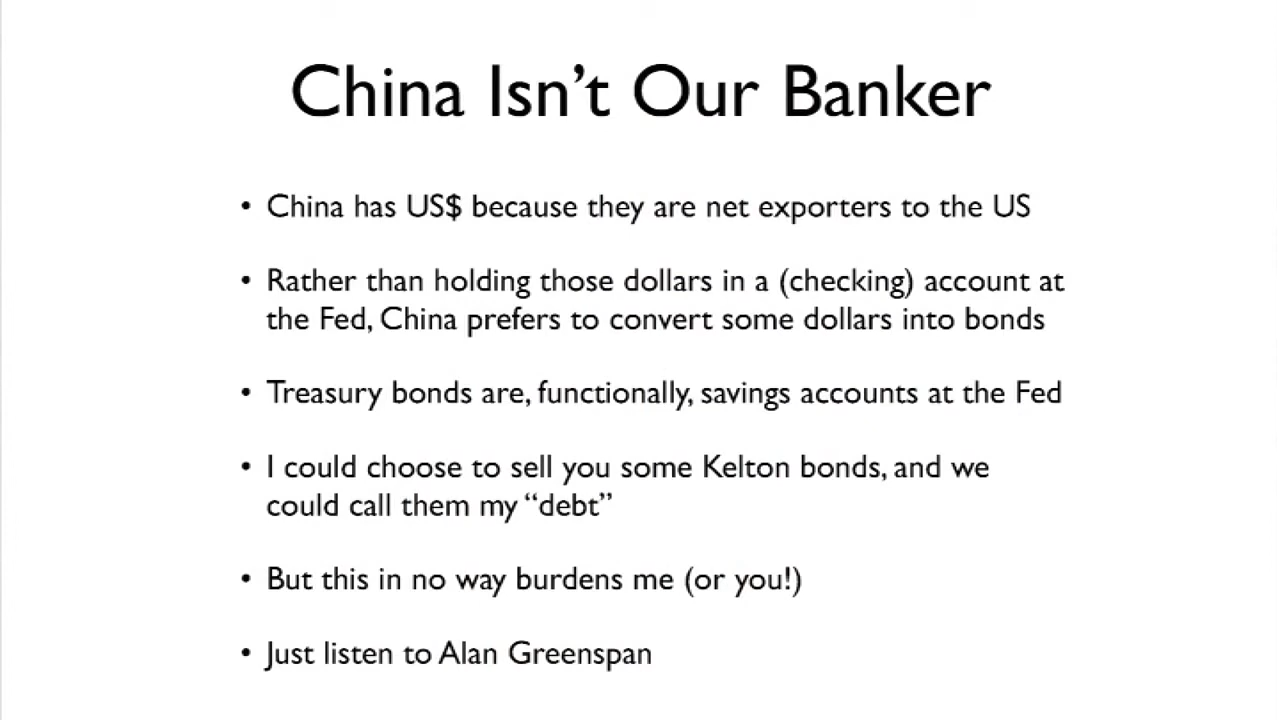 China Isn't Our Banker
• China has US$ because they are net exporters to the US
• Rather than holding those dollars in a (checking) account at
the Fed, China prefers to convert some dollars into bonds
• Treasury bonds are, functionally, savings accounts at the Fed
• I could choose to sell you some Kelton bonds, and we
could call them my “debt”
• But this in no way burdens me (or you!)
• Just listen to Alan Greenspan